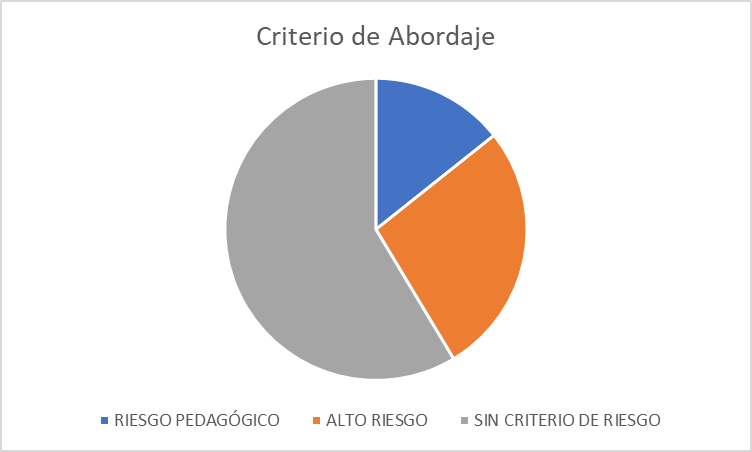 Criterio de Abordaje
RIESGO PEDAGÓGICO ALTO RIESGO SIN CRITERIO DE RIESGO